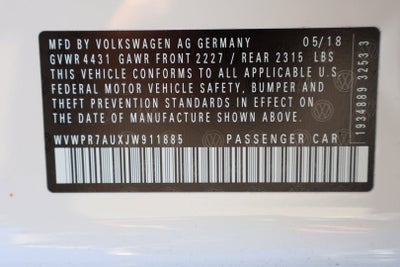 MFD BY VOLKSWAGEN AG GERMANY 05/18
GVWR 4431 GAWR FRONT 2227 / REAR 2315 LBS
THIS VEHICLE CONFORMS TO ALL APPLICABLE U.S.
FEDERAL MOTOR VEHICLE SAFETY, BUMPER AND
THEFT PREVENTION STANDARDS IN EFFECT ON
THE DATE OF MANUFACTURE SHOWN ABOVE
WVWPR7AUXJW911885 PASSENGER CAR
1934889 3253 3